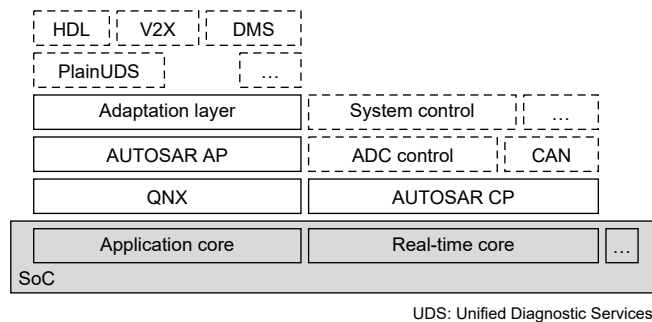 HDL V2X DMS
PlainUDS …
Adaptation layer System control …
AUTOSAR AP ADC control CAN
QNX AUTOSAR CP
Application core Real-time core …
SoC
UDS: Unified Diagnostic Services